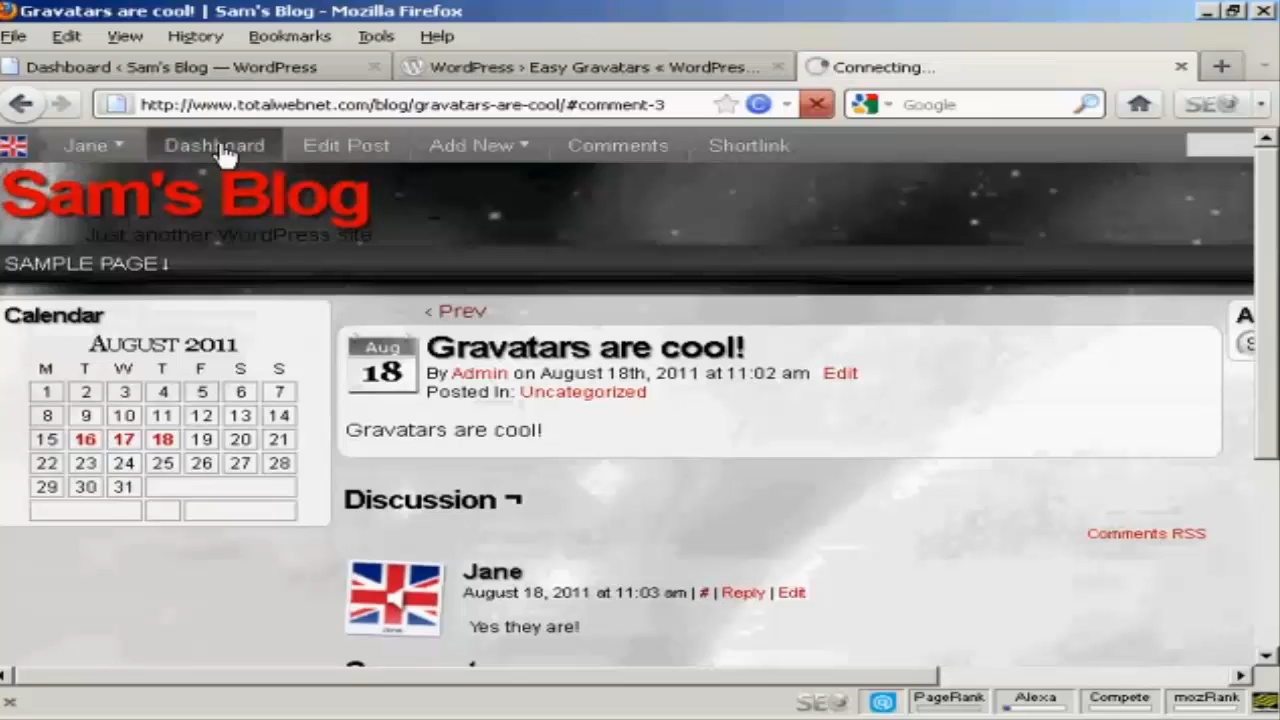 Gravatars are cool! | Sam's Blog - Mozilla Firefox
File Edit View History Bookmarks Tools Help
Dashboard ‹ Sam's Blog — WordPress
WordPress › Easy Gravatars « WordPres...
Connecting...
http://www.totalwebnet.com/blog/gravatars-are-cool/#comment-3
Google
Jane Dashboard Edit Post Add New Comments Shortlink
Sam's Blog
Just another WordPress site
SAMPLE PAGE↓
Calendar
AUGUST 2011
M T W T F S S
1 2 3 4 5 6 7
8 9 10 11 12 13 14
15 16 17 18 19 20 21
22 23 24 25 26 27 28
29 30 31
‹ Prev
Aug
18
Gravatars are cool!
By Admin on August 18th, 2011 at 11:02 am Edit
Posted In: Uncategorized
Gravatars are cool!
Discussion ¬
Comments RSS
Jane
August 18, 2011 at 11:03 am | # | Reply | Edit
Yes they are!
PageRank Alexa Compete mozRank